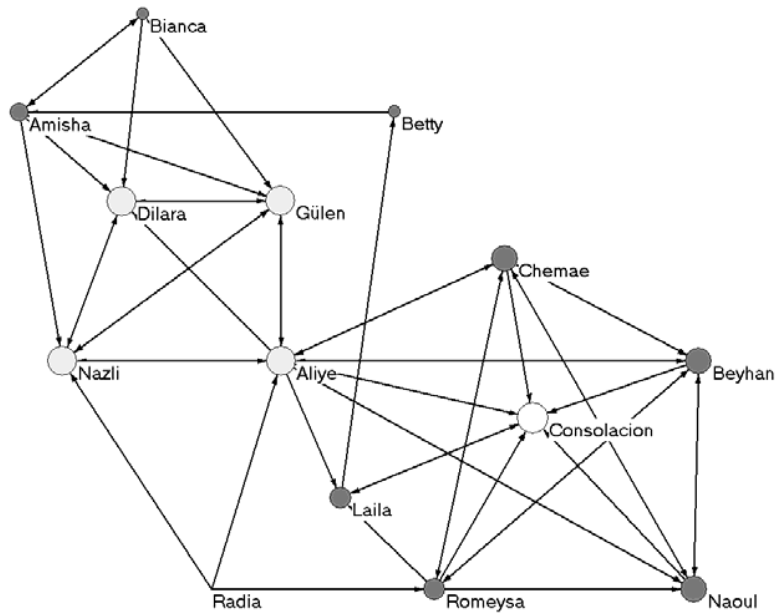 Bianca
Amisha
Betty
Dilara
Gülen
Chemae
Nazli
Aliye
Beyhan
Consolacion
Laila
Radia
Romeysa
Naoul